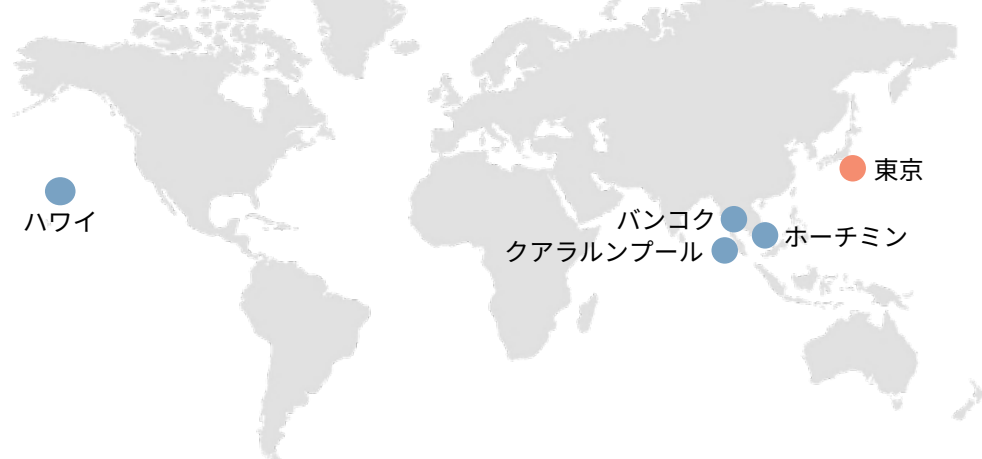 東京
ハワイ
バンコク
ホーチミン
クアラルンプール